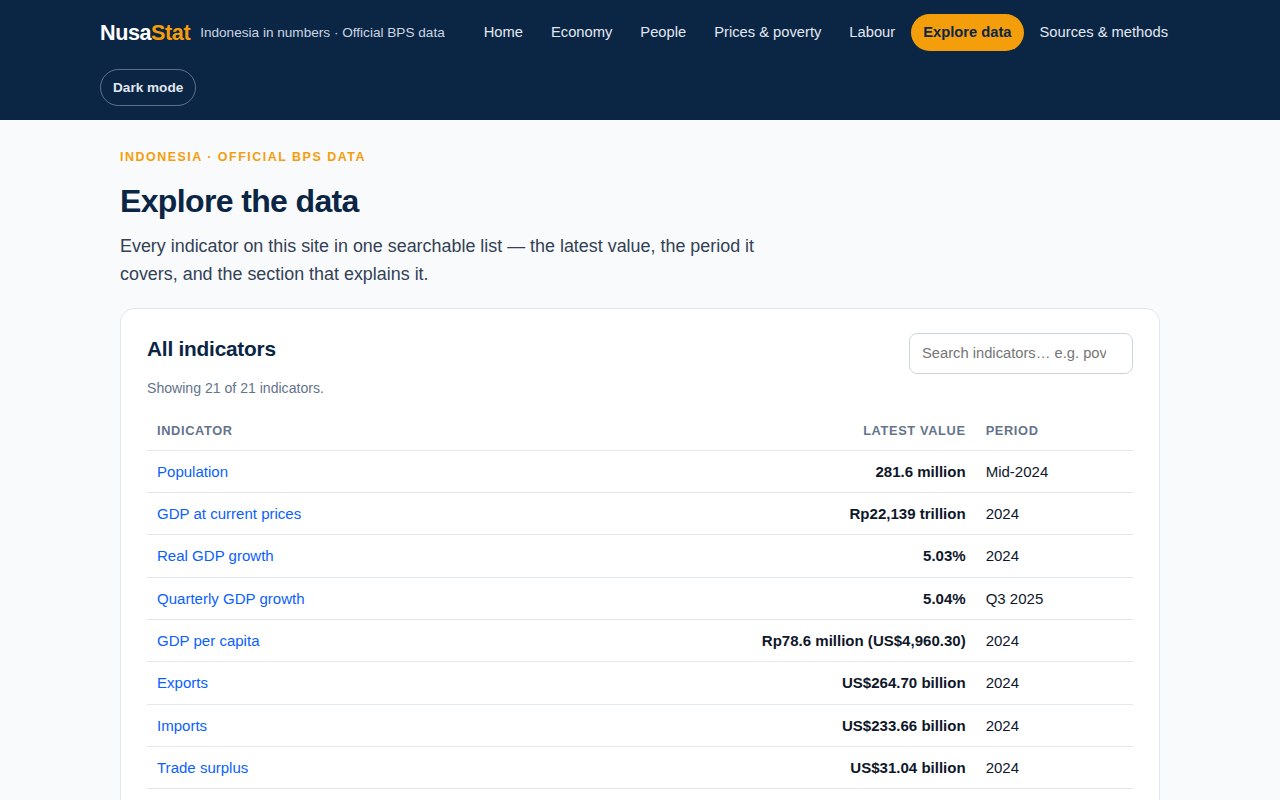 NusaStat Indonesia in numbers · Official BPS data Home Economy People Prices & poverty Labour Explore data Sources & methods
Dark mode
INDONESIA · OFFICIAL BPS DATA
Explore the data
Every indicator on this site in one searchable list — the latest value, the period it
covers, and the section that explains it.
All indicators
Search indicators… e.g. pov
Showing 21 of 21 indicators.
INDICATOR LATEST VALUE PERIOD
Population 281.6 million Mid-2024
GDP at current prices Rp22,139 trillion 2024
Real GDP growth 5.03% 2024
Quarterly GDP growth 5.04% Q3 2025
GDP per capita Rp78.6 million (US$4,960.30) 2024
Exports US$264.70 billion 2024
Imports US$233.66 billion 2024
Trade surplus US$31.04 billion 2024